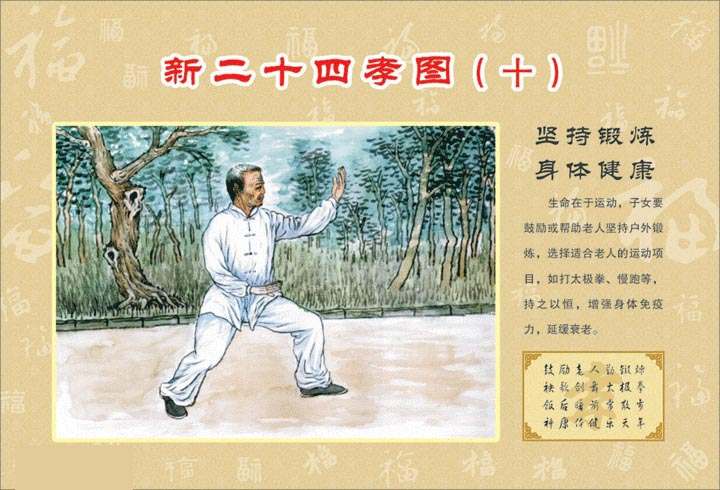 新二十四孝图（十）
坚持锻炼
身体健康
生命在于运动，子女要
鼓励或帮助老人坚持户外锻
炼，选择适合老人的运动项
目，如打太极拳、慢跑等，
持之以恒，增强身体免疫
力，延缓衰老。
鼓励老人勤锻炼
秧歌剑舞太极拳
饭后睡前常散步
神康体健乐天年
福